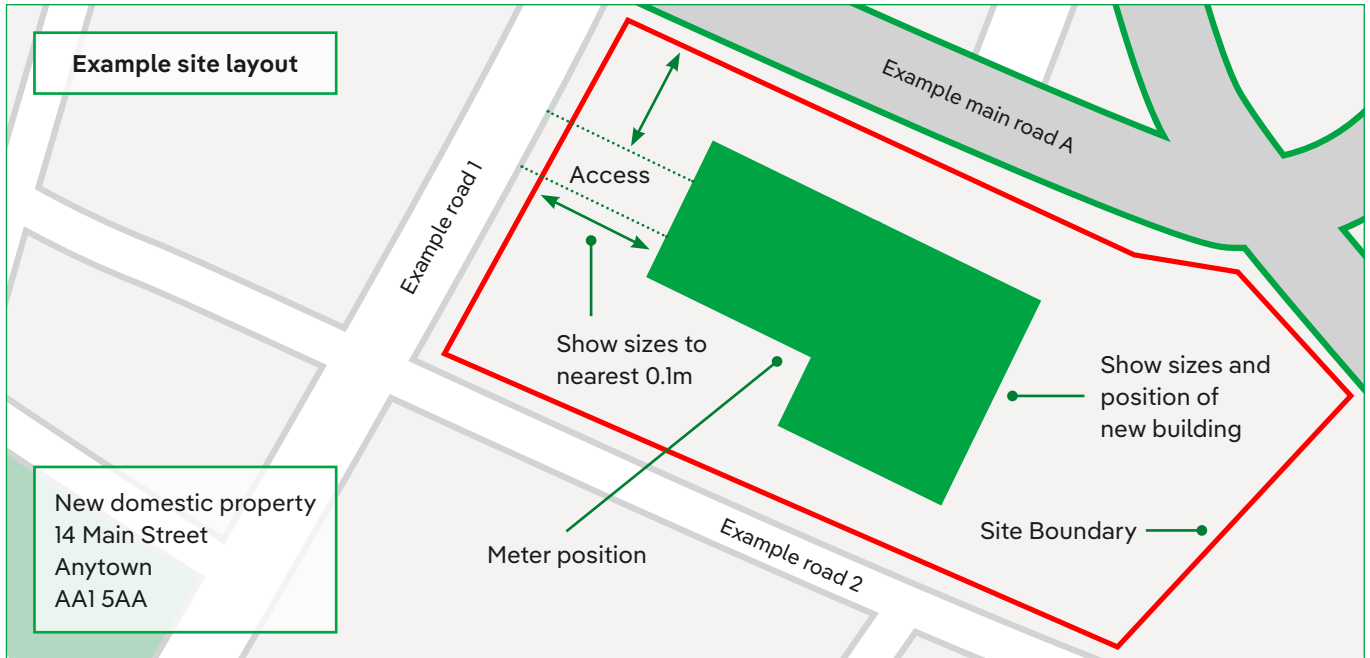 Example site layout
Example main road A
Access
Example road 1
Show sizes to
nearest 0.1m
Show sizes and
position of
new building
New domestic property
14 Main Street
Anytown
AA1 5AA
Meter position
Example road 2
Site Boundary